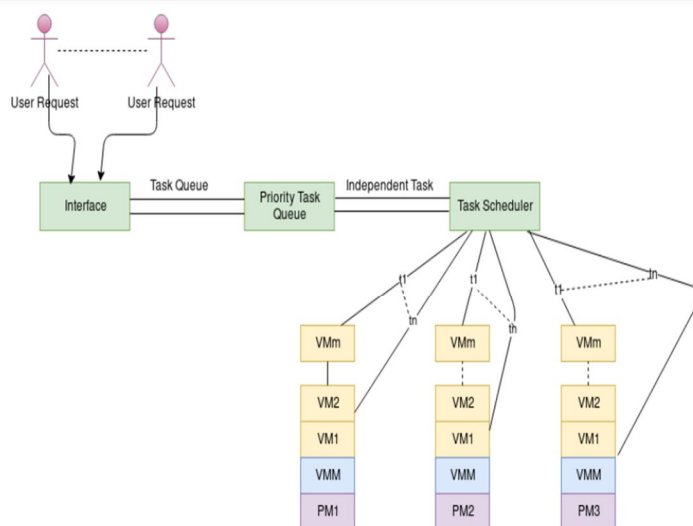 User Request
User Request
Interface
Task Queue
Priority Task
Queue
Independent Task
Task Scheduler
t1
tn
t1
tn
t1
tn
VMm
VMm
VMm
VM2
VM2
VM2
VM1
VM1
VM1
VMM
VMM
VMM
PM1
PM2
PM3